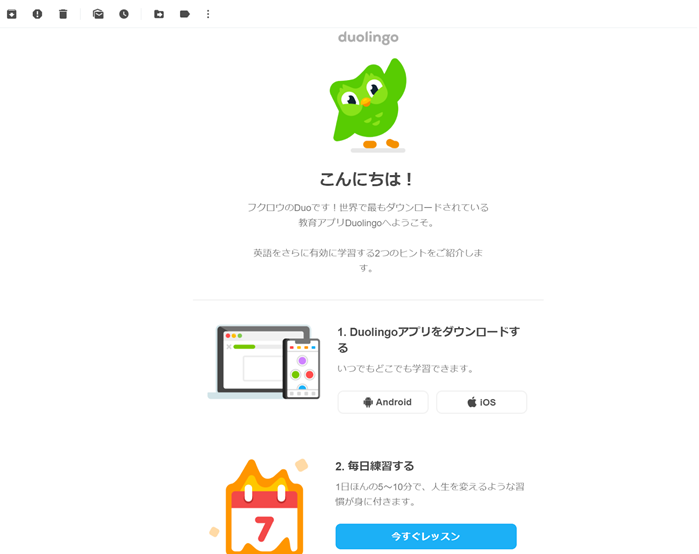 duolingo
こんにちは！
フクロウのDuoです！世界で最もダウンロードされている
教育アプリDuolingoへようこそ。
英語をさらに有効に学習する2つのヒントをご紹介しま
す。
1. Duolingoアプリをダウンロードす
る
いつでもどこでも学習できます。
Android
iOS
2. 毎日練習する
1日ほんの5～10分で、人生を変えるような習
慣が身に付きます。
7
今すぐレッスン